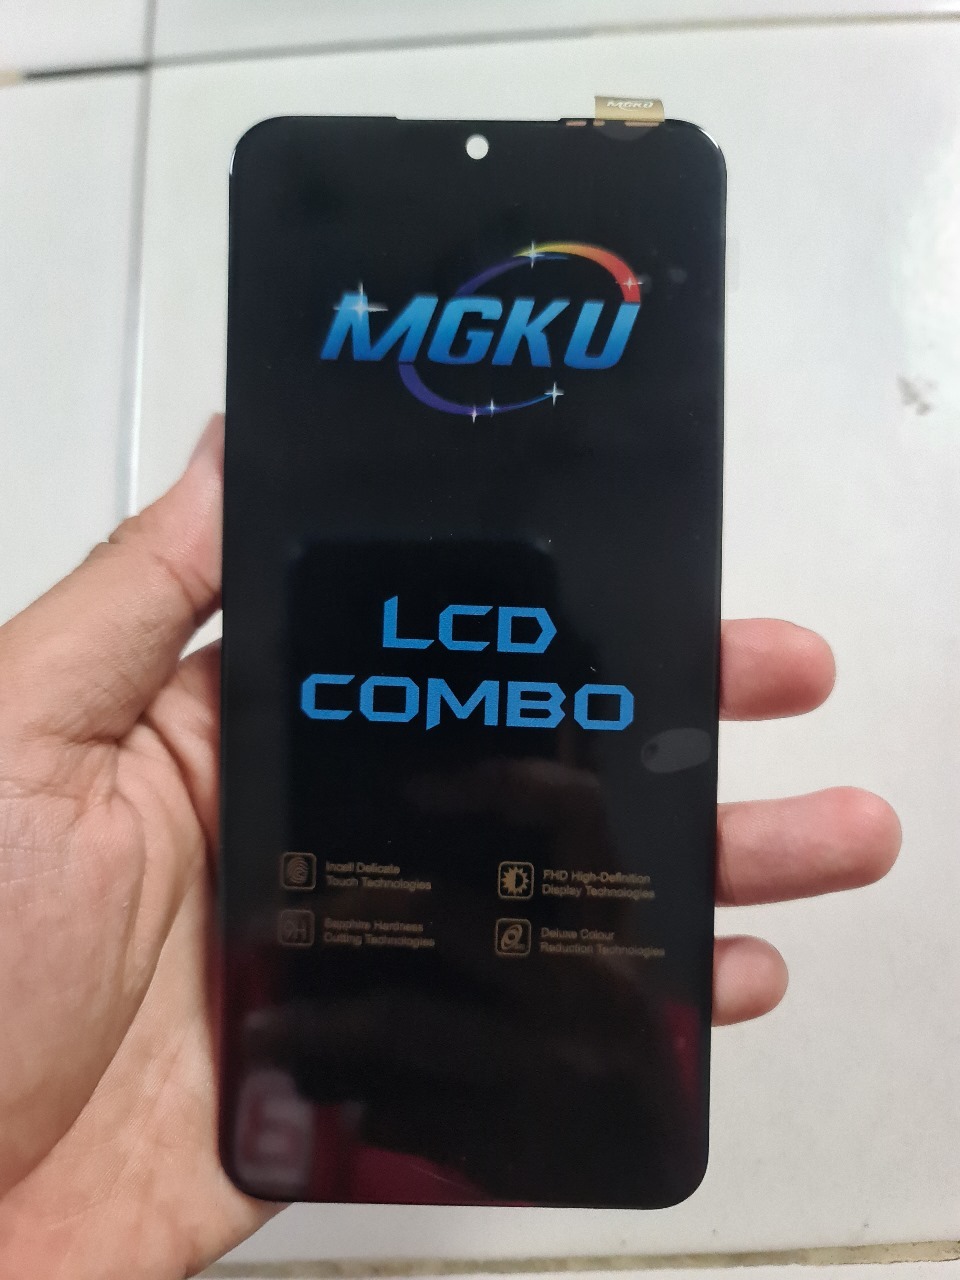 MGKU
MGKU
LCD
COMBO
Incell Delicate
Touch Technologies
FHD High-Definition
Display Technologies
9H
Sapphire Hardness
Cutting Technologies
Deluxe Colour
Reduction Technologies